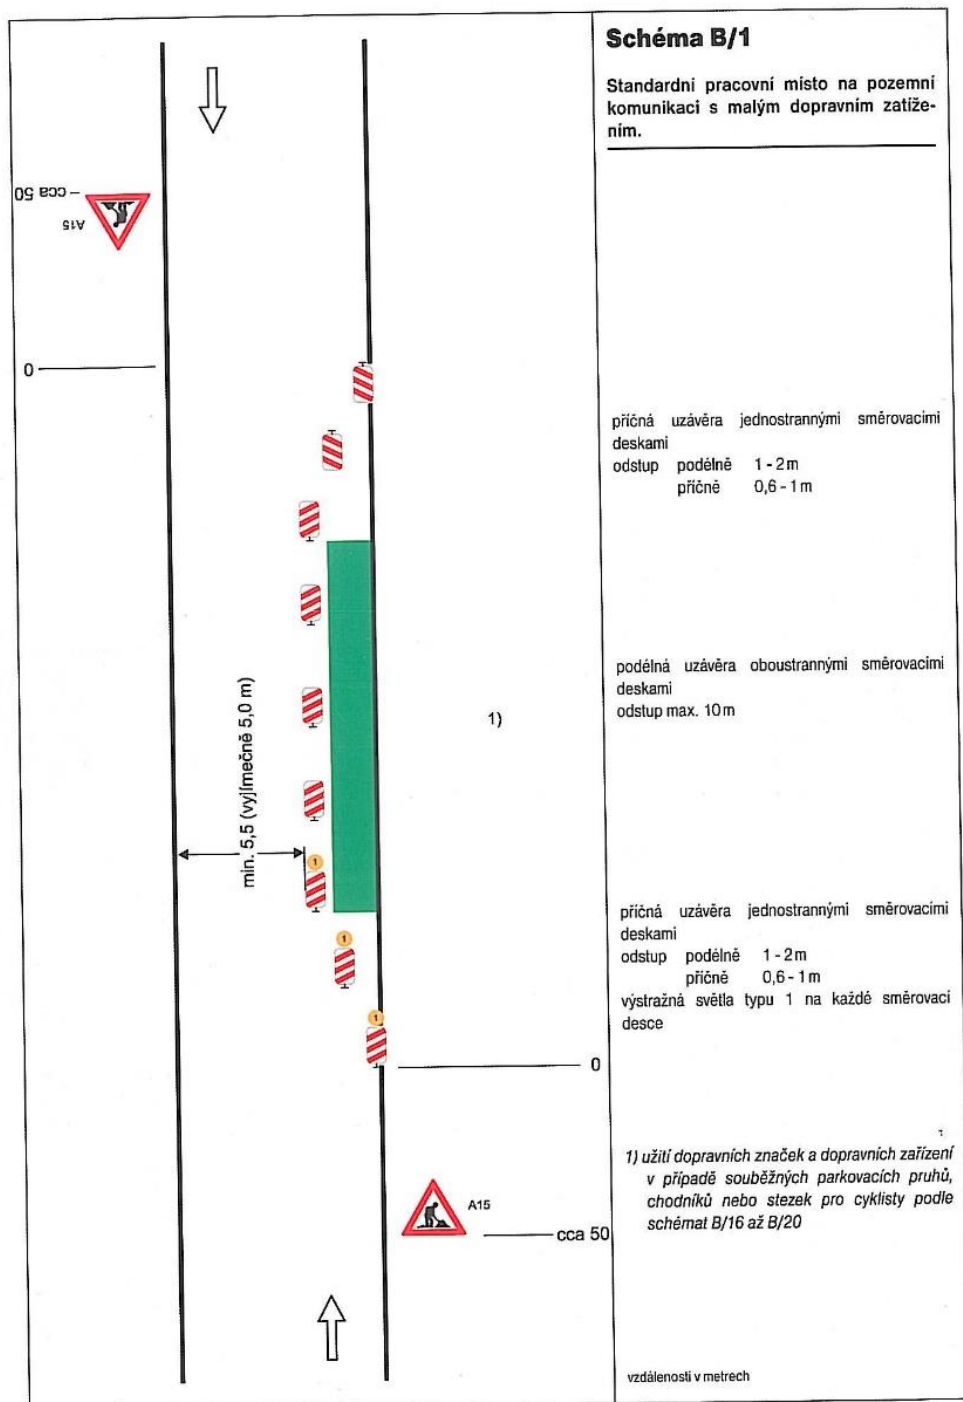 Schéma B/1
Standardní pracovní místo na pozemní
komunikaci s malým dopravním zatíže-
ním.
cca 50
A15
0
příčná uzávěra jednostrannými směrovacími
deskami
odstup podélně 1 - 2 m
příčně 0,6 - 1 m
podélná uzávěra oboustrannými směrovacími
deskami
odstup max. 10 m
1)
min. 5,5 (vyjímečně 5,0 m)
1
1
1
příčná uzávěra jednostrannými směrovacími
deskami
odstup podélně 1 - 2 m
příčně 0,6 - 1 m
výstražná světla typu 1 na každé směrovací
desce
0
A15
cca 50
1) užití dopravních značek a dopravních zařízení
v případě souběžných parkovacích pruhů,
chodníků nebo stezek pro cyklisty podle
schémat B/16 až B/20
vzdálenosti v metrech